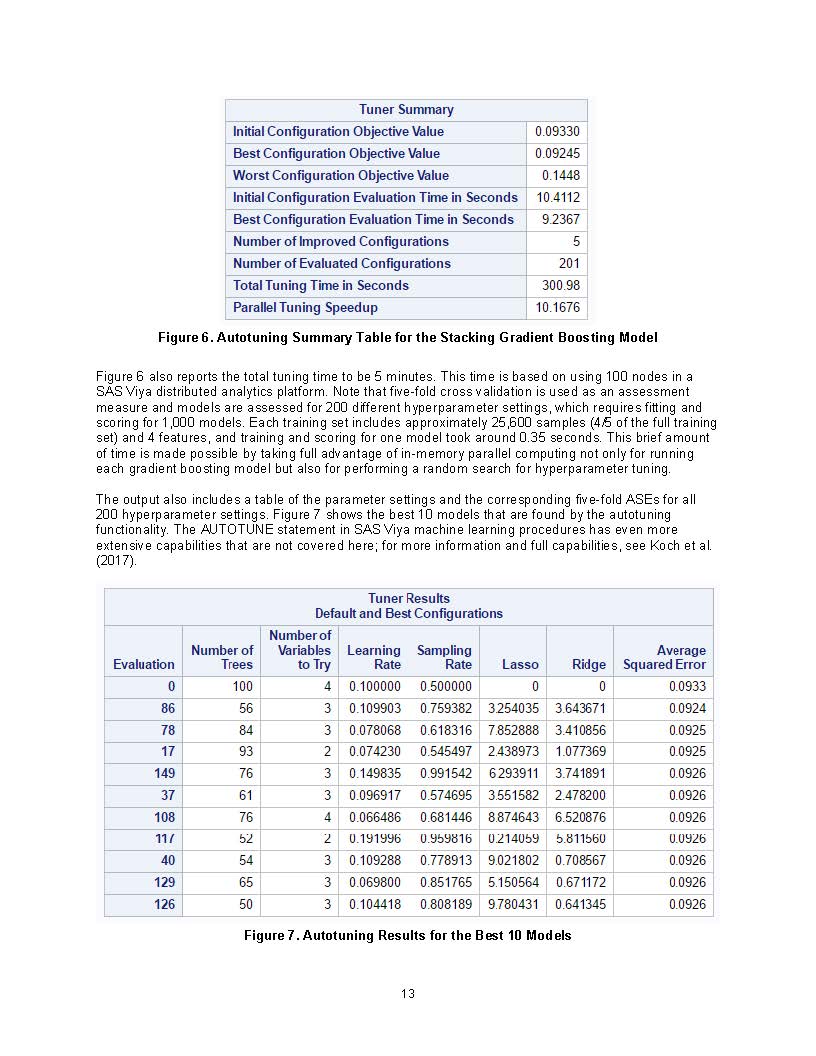 Tuner Summary
Initial Configuration Objective Value 0.09330
Best Configuration Objective Value 0.09245
Worst Configuration Objective Value 0.1448
Initial Configuration Evaluation Time in Seconds 10.4112
Best Configuration Evaluation Time in Seconds 9.2367
Number of Improved Configurations 5
Number of Evaluated Configurations 201
Total Tuning Time in Seconds 300.98
Parallel Tuning Speedup 10.1676
Figure 6. Autotuning Summary Table for the Stacking Gradient Boosting Model
Figure 6 also reports the total tuning time to be 5 minutes. This time is based on using 100 nodes in a
SAS Viya distributed analytics platform. Note that five-fold cross validation is used as an assessment
measure and models are assessed for 200 different hyperparameter settings, which requires fitting and
scoring for 1,000 models. Each training set includes approximately 25,600 samples (4/5 of the full training
set) and 4 features, and training and scoring for one model took around 0.35 seconds. This brief amount
of time is made possible by taking full advantage of in-memory parallel computing not only for running
each gradient boosting model but also for performing a random search for hyperparameter tuning.
The output also includes a table of the parameter settings and the corresponding five-fold ASEs for all
200 hyperparameter settings. Figure 7 shows the best 10 models that are found by the autotuning
functionality. The AUTOTUNE statement in SAS Viya machine learning procedures has even more
extensive capabilities that are not covered here; for more information and full capabilities, see Koch et al.
(2017).
Tuner Results
Default and Best Configurations
Number of
Number of Variables Learning Sampling Average
Evaluation Trees to Try Rate Rate Lasso Ridge Squared Error
0 100 4 0.100000 0.500000 0 0 0.0933
86 56 3 0.109903 0.759382 3.254035 3.643671 0.0924
78 84 3 0.078068 0.618316 7.852888 3.410856 0.0925
17 93 2 0.074230 0.545497 2.438973 1.077369 0.0925
149 76 3 0.149835 0.991542 6.293911 3.741891 0.0926
37 61 3 0.096917 0.574695 3.551582 2.478200 0.0926
108 76 4 0.066486 0.681446 8.874643 6.520876 0.0926
117 52 2 0.191996 0.959816 0.214059 5.811560 0.0926
40 54 3 0.109288 0.778913 9.021802 0.708567 0.0926
129 65 3 0.069800 0.851765 5.150564 0.671172 0.0926
126 50 3 0.104418 0.808189 9.780431 0.641345 0.0926
Figure 7. Autotuning Results for the Best 10 Models
13